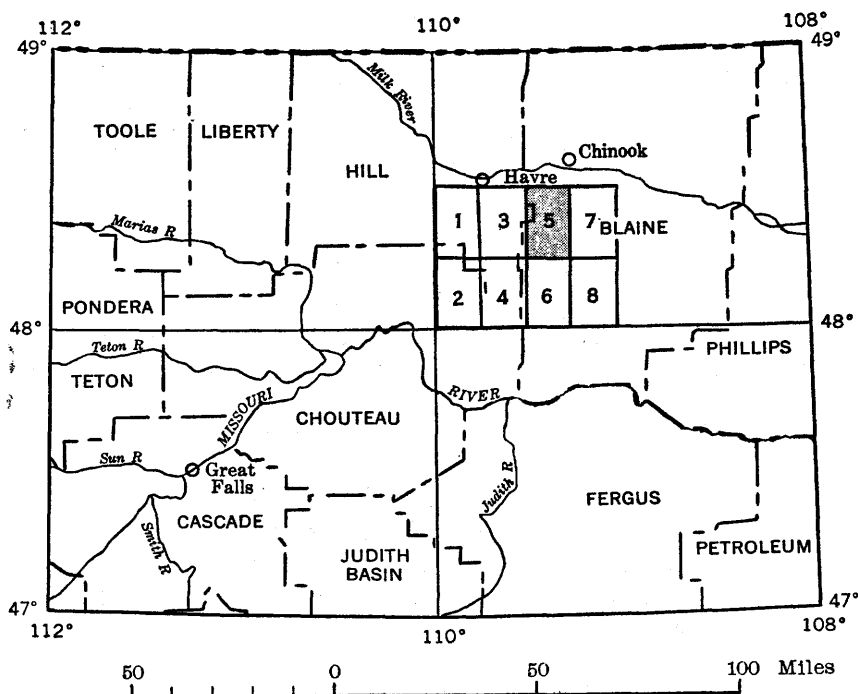 112° 110° 108°
49° 49°
Milk River
TOOLE LIBERTY
HILL
Chinook
Havre
1 3 5 7 BLAINE
Marias R
PONDERA
2 4 6 8
48° 48°
Teton R
TETON
PHILLIPS
MISSOURI RIVER
CHOUTEAU
Sun R
Great
Falls
Judith R
FERGUS
CASCADE
Smith R
JUDITH
BASIN
PETROLEUM
47° 47°
112° 110° 108°
50 0 50 100 Miles